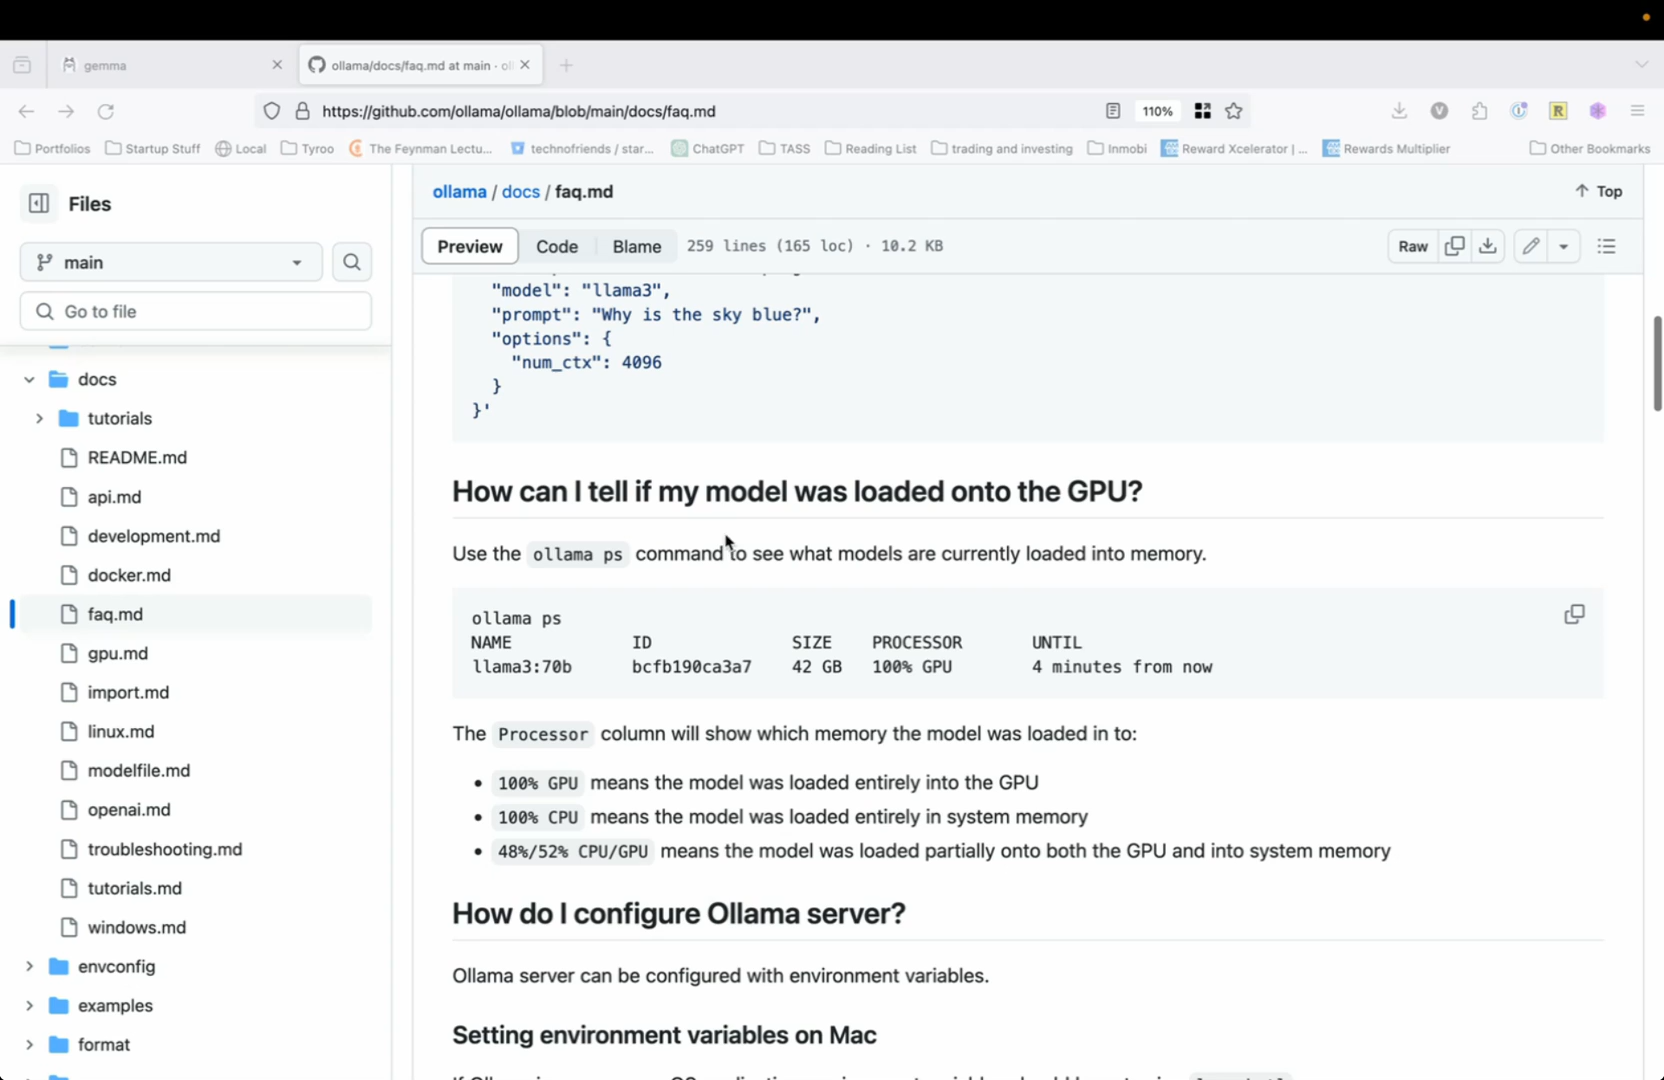 gemma
ollama/docs/faq.md at main · oll
https://github.com/ollama/ollama/blob/main/docs/faq.md
110%
Portfolios
Startup Stuff
Local
Tyroo
The Feynman Lectu...
technofriends / star...
ChatGPT
TASS
Reading List
trading and investing
Inmobi
Reward Xcelerator | ...
Rewards Multiplier
Other Bookmarks
Files
main
Go to file
docs
tutorials
README.md
api.md
development.md
docker.md
faq.md
gpu.md
import.md
linux.md
modelfile.md
openai.md
troubleshooting.md
tutorials.md
windows.md
envconfig
examples
format
ollama / docs / faq.md
Top
Preview Code Blame 259 lines (165 loc) · 10.2 KB
Raw
"model": "llama3",
"prompt": "Why is the sky blue?",
"options": {
"num_ctx": 4096
}
}'
How can I tell if my model was loaded onto the GPU?
Use the ollama ps command to see what models are currently loaded into memory.
ollama ps
NAME ID SIZE PROCESSOR UNTIL
llama3:70b bcfb190ca3a7 42 GB 100% GPU 4 minutes from now
The Processor column will show which memory the model was loaded in to:
• 100% GPU means the model was loaded entirely into the GPU
• 100% CPU means the model was loaded entirely in system memory
• 48%/52% CPU/GPU means the model was loaded partially onto both the GPU and into system memory
How do I configure Ollama server?
Ollama server can be configured with environment variables.
Setting environment variables on Mac